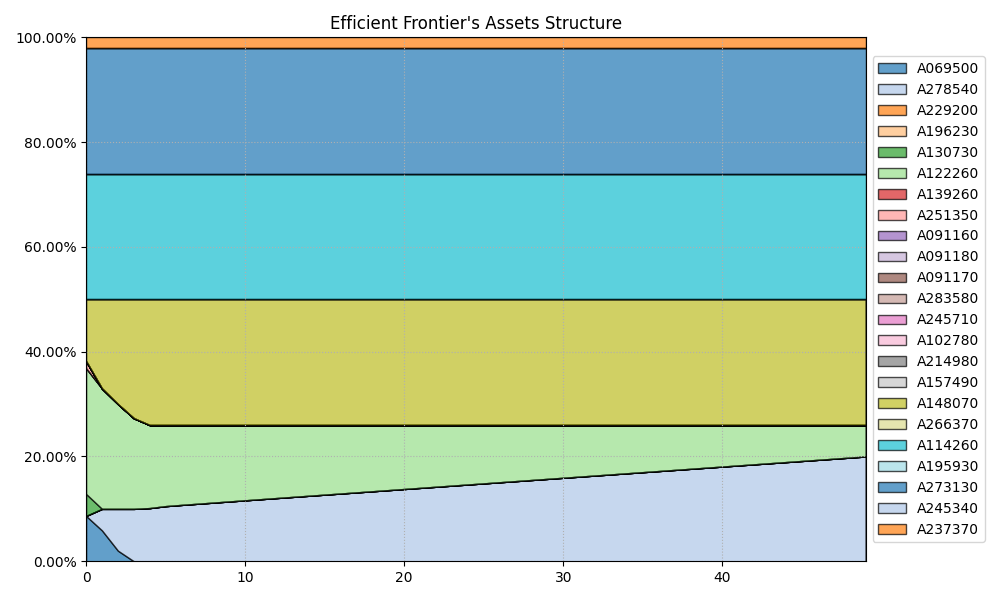 Efficient Frontier's Assets Structure
100.00%
80.00%
60.00%
40.00%
20.00%
0.00%
0
10
20
30
40
A069500
A278540
A229200
A196230
A130730
A122260
A139260
A251350
A091160
A091180
A091170
A283580
A245710
A102780
A214980
A157490
A148070
A266370
A114260
A195930
A273130
A245340
A237370